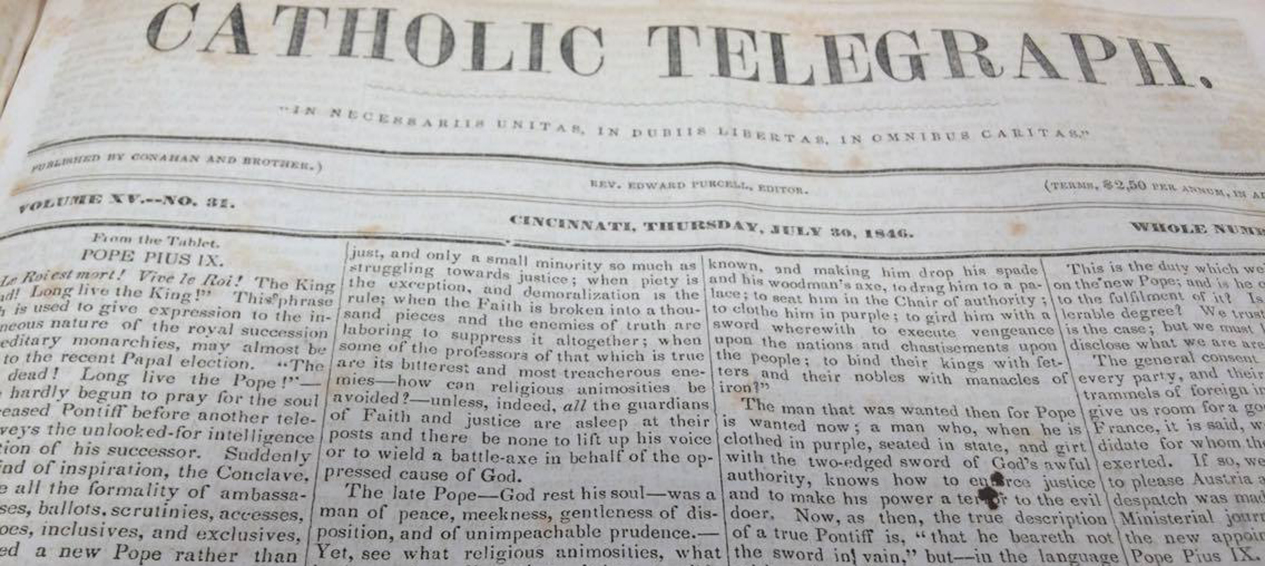 CATHOLIC TELEGRAPH.
"IN NECESSARIIS UNITAS, IN DUBIIS LIBERTAS, IN OMNIBUS CARITAS."
PUBLISHED BY CONAHAN AND BROTHER.)
REV. EDWARD PURCELL, EDITOR.
(TERMS, $2,50 PER ANNUM, IN
VOLUME XV.--NO. 31.
CINCINNATI, THURSDAY, JULY 30, 1846.
WHOLE
From the Tablet.
POPE PIUS IX.
Le Roi est mort! Vive le Roi! The King
Long live the King!" This phrase
is used to give expression to the in-
nature of the royal succession
monarchies, may almost be
to the recent Papal election. "The
dead! Long live the Pope!"—
hardly begun to pray for the soul
Pontiff before another tele-
the unlooked-for intelligence
of his successor. Suddenly
of inspiration, the Conclave,
all the formality of ambassa-
ballots, scrutinies, accesses,
inclusives, and exclusives,
a new Pope rather than
just, and only a small minority so much as
struggling towards justice; when piety is
the exception, and demoralization is the
rule; when the Faith is broken into a thou-
sand pieces and the enemies of truth are
laboring to suppress it altogether; when
some of the professors of that which is true
are its bitterest and most treacherous ene-
mies—how can religious animosities be
avoided?—unless, indeed, all the guardians
of Faith and justice are asleep at their
posts and there be none to lift up his voice
or to wield a battle-axe in behalf of the op-
pressed cause of God.
The late Pope—God rest his soul—was a
man of peace, meekness, gentleness of dis-
position, and of unimpeachable prudence.—
Yet, see what religious animosities, what
known, and making him drop his spade
and his woodman's axe, to drag him to a pa-
lace; to seat him in the Chair of authority;
to clothe him in purple; to gird him with a
sword wherewith to execute vengeance
upon the nations and chastisements upon
the people; to bind their kings with fet-
ters and their nobles with manacles of
iron?"
The man that was wanted then for Pope
is wanted now; a man who, when he is
clothed in purple, seated in state, and girt
with the two-edged sword of God's awful
authority, knows how to justice
and to make his power a to the evil
doer. Now, as then, the true description
of a true Pontiff is, "that he beareth not
the sword in vain," but—in the language
This is the duty which we
on the new Pope; and is he
to the fulfilment of it? Is
lerable degree? We trust
is the case; but we must
disclose what we are
The general consent
every party, and their
trammels of foreign
give us room for a
France, it is said,
didate for whom
exerted. If so, we
to please Austria
despatch was
Ministerial
the new
Pope Pius IX.